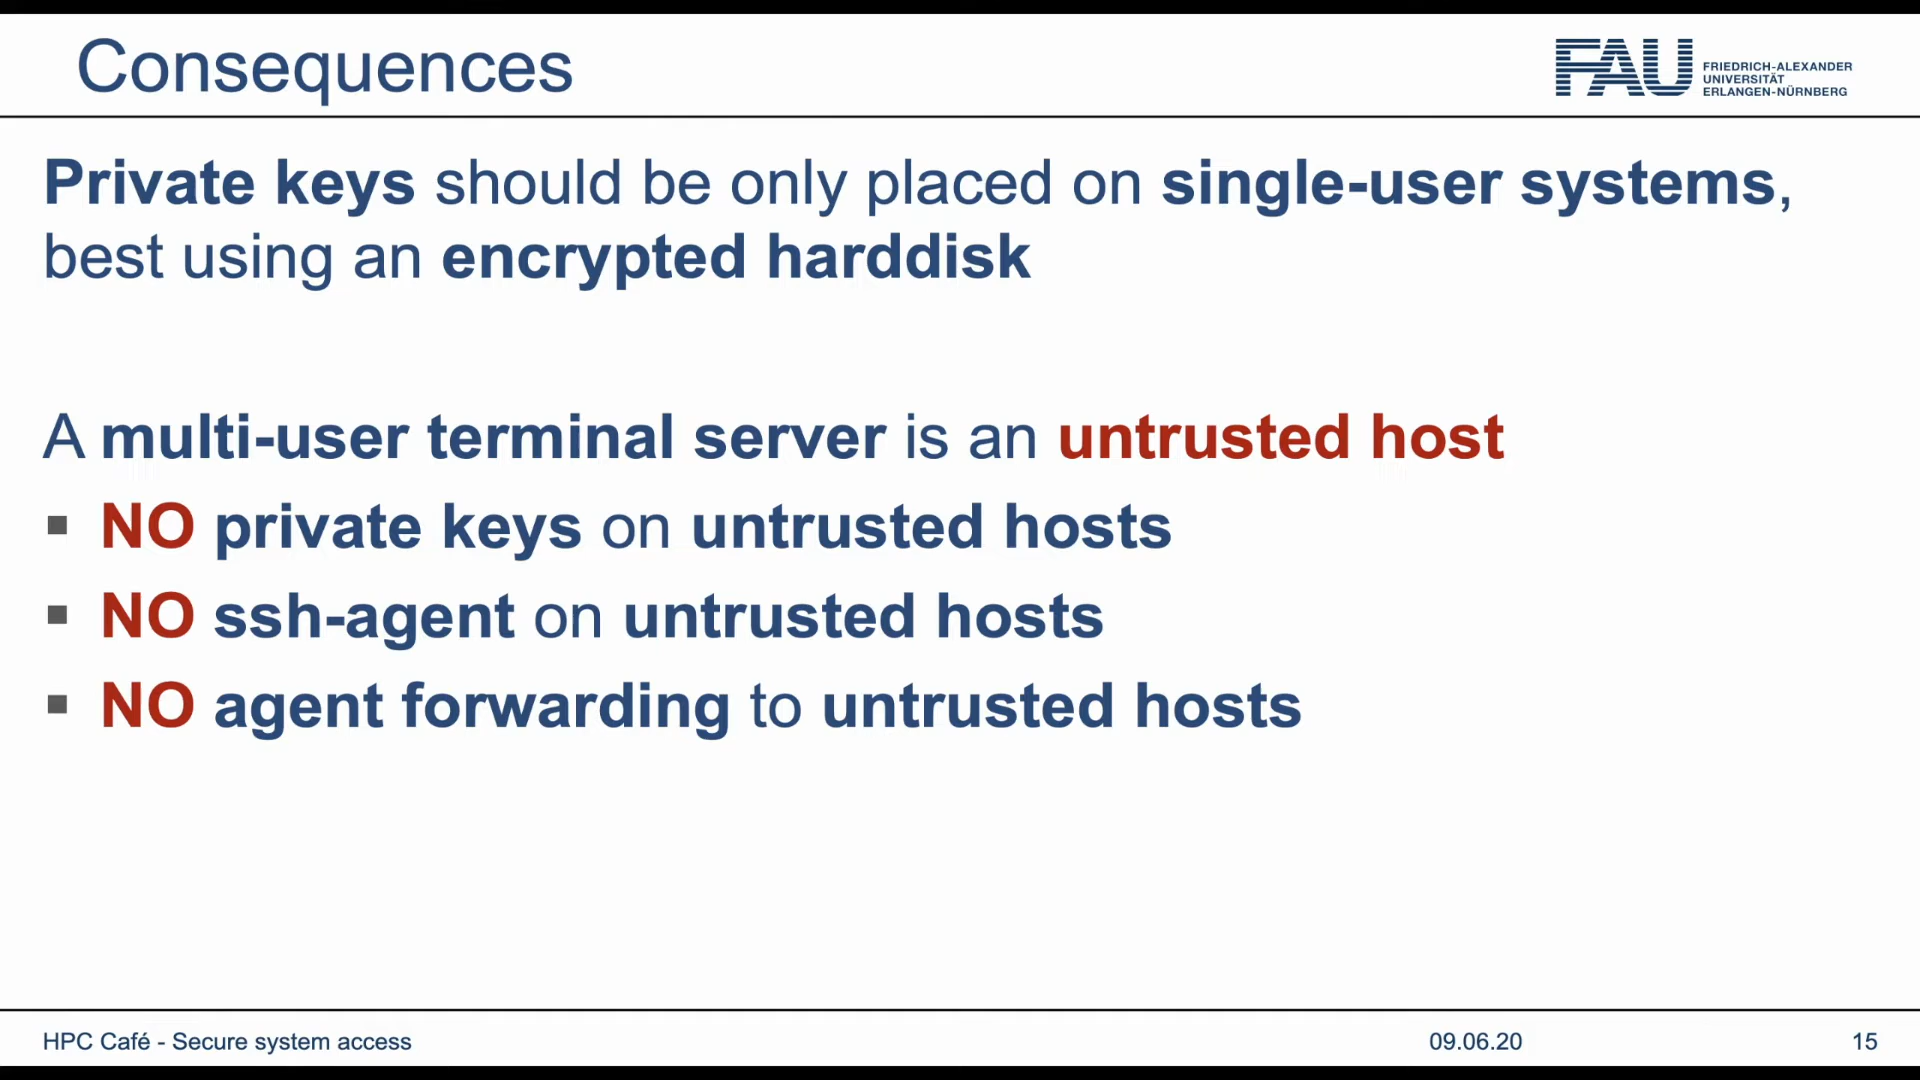 Consequences
FAU
FRIEDRICH-ALEXANDER
UNIVERSITÄT
ERLANGEN-NÜRNBERG
Private keys should be only placed on single-user systems,
best using an encrypted harddisk
A multi-user terminal server is an untrusted host
▪ NO private keys on untrusted hosts
▪ NO ssh-agent on untrusted hosts
▪ NO agent forwarding to untrusted hosts
HPC Café - Secure system access
09.06.20
15